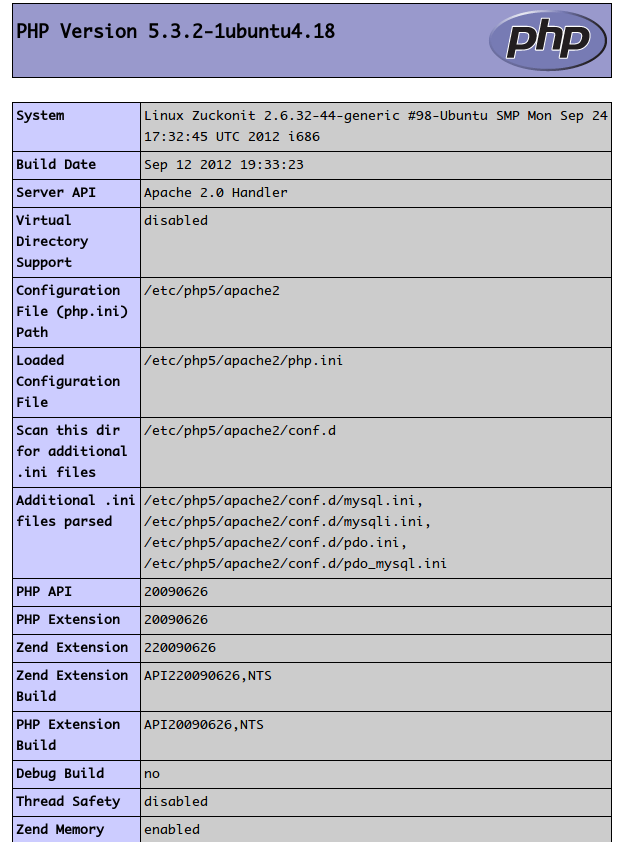 PHP Version 5.3.2-1ubuntu4.18
php
System
Linux Zuckonit 2.6.32-44-generic #98-Ubuntu SMP Mon Sep 24
17:32:45 UTC 2012 i686
Build Date
Sep 12 2012 19:33:23
Server API
Apache 2.0 Handler
Virtual
Directory
Support
disabled
Configuration
File (php.ini)
Path
/etc/php5/apache2
Loaded
Configuration
File
/etc/php5/apache2/php.ini
Scan this dir
for additional
.ini files
/etc/php5/apache2/conf.d
Additional .ini
files parsed
/etc/php5/apache2/conf.d/mysql.ini,
/etc/php5/apache2/conf.d/mysqli.ini,
/etc/php5/apache2/conf.d/pdo.ini,
/etc/php5/apache2/conf.d/pdo_mysql.ini
PHP API
20090626
PHP Extension
20090626
Zend Extension
220090626
Zend Extension
Build
API220090626,NTS
PHP Extension
Build
API20090626,NTS
Debug Build
no
Thread Safety
disabled
Zend Memory
enabled